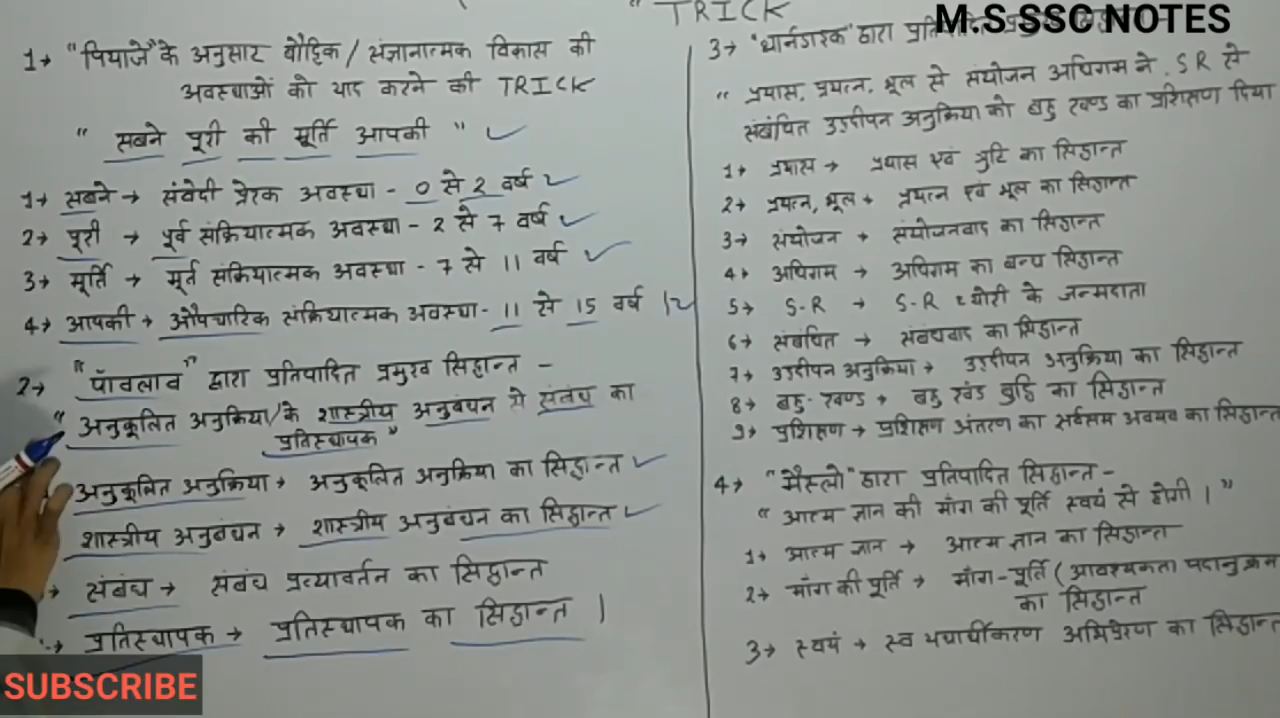 "TRICK
M.S.SSC NOTES
1→ "पियाजे" के अनुसार बौद्धिक / संज्ञानात्मक विकास की
अवस्थाओं को याद करने की TRICK
" सबने पूरी की मूर्ति आपकी "
1→ सबने → संवेदी प्रेरक अवस्था - 0 से 2 वर्ष
2→ पूरी → पूर्व संक्रियात्मक अवस्था - 2 से 7 वर्ष
3→ मूर्ति → मूर्त संक्रियात्मक अवस्था - 7 से 11 वर्ष
4→ आपकी → औपचारिक संक्रियात्मक अवस्था - 11 से 15 वर्ष ।
2→ "पॉवलाव" द्वारा प्रतिपादित प्रमुख सिद्दान्त -
" अनुकूलित अनुक्रिया/के शास्त्रीय अनुबंधन से संबंध का
प्रतिस्थापक"
अनुकूलित अनुक्रिया → अनुकूलित अनुक्रिया का सिद्दान्त
शास्त्रीय अनुबंधन → शास्त्रीय अनुबंधन का सिद्दान्त
→ संबंध → संबंध प्रत्यावर्तन का सिद्दान्त
→ प्रतिस्थापक → प्रतिस्थापक का सिद्दान्त ।
SUBSCRIBE
3→ "थार्नडाइक" द्वारा
" प्रयास, प्रयत्न, भूल से संयोजन अधिगम ने S R से
संबंधित उद्दीपन अनुक्रिया को बहु खण्ड का प्रशिक्षण दिया
1→ प्रयास → प्रयास एवं त्रुटि का सिद्दान्त
2→ प्रयत्न, भूल → प्रयत्न एवं भूल का सिद्दान्त
3→ संयोजन → संयोजनवाद का सिद्दान्त
4→ अधिगम → अधिगम का बन्ध सिद्दान्त
5→ S-R → S-R थ्योरी के जन्मदाता
6→ संबंधित → संबंधवाद का सिद्दान्त
7→ उद्दीपन अनुक्रिया → उद्दीपन अनुक्रिया का सिद्दान्त
8→ बहु-खण्ड → बहु खंड बुद्दि का सिद्दान्त
9→ प्रशिक्षण → प्रशिक्षण अंतरण का सर्वसम अवयव का सिद्दान्त
4→ "मैस्लो" द्वारा प्रतिपादित सिद्दान्त -
" आत्म ज्ञान की माँग की पूर्ति स्वयं से होगी । "
1→ आत्म ज्ञान → आत्म ज्ञान का सिद्दान्त
2→ माँग की पूर्ति → माँग-पूर्ति (आवश्यकता पदानुक्रम
का सिद्दान्त
3→ स्वयं → स्व यथार्थीकरण अभिप्रेरण का सिद्दान्त